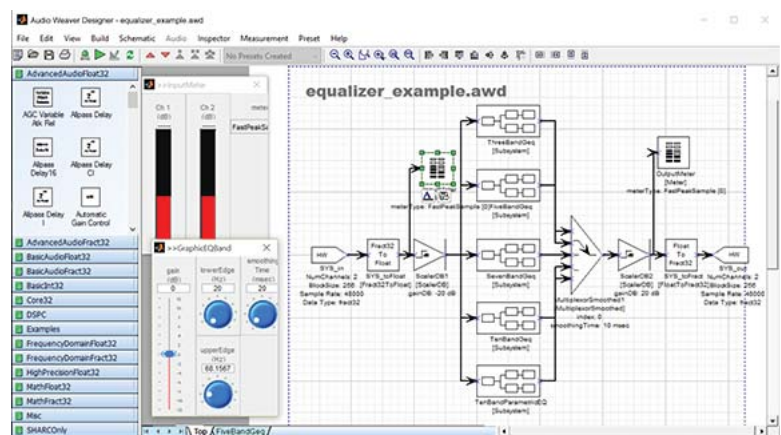 Audio Weaver Designer - equalizer_example.awd
File Edit View Build Schematic Audio Inspector Measurement Preset Help
No Presets Created
AdvancedAudioFloat32
AGC Variable
Atk Rel
Allpass Delay
Allpass
Delay16
Allpass Delay
CI
Allpass Delay
I
Automatic
Gain Control
AdvancedAudioFract32
BasicAudioFloat32
BasicAudioFract32
BasicInt32
Core32
DSPC
Examples
FrequencyDomainFloat32
FrequencyDomainFract32
HighPrecisionFloat32
MathFloat32
MathFract32
Misc
SHARCOnly
>>InputMeter
Ch 1
(dB)
Ch 2
(dB)
FastPeakSa
>>GraphicEQBand
gain
(dB)
0
lowerEdge
(Hz)
20
smoothing
Time
(msec)
20
upperEdge
(Hz)
68.1567
equalizer_example.awd
ThreeBandGeq
[Subsystem]
meterType: FastPeakSample [0]
FiveBandGeq
[Subsystem]
OutputMeter
[Meter]
meterType: FastPeakSample [0]
HW
SYS_in
NumChannels: 2
BlockSize: 256
Sample Rate: 48000
Data Type: fract32
Fract32
To
Float
SYS_toFloat
[Fract32ToFloat]
ScalerDB1
[ScalerDB]
gainDB: -20 dB
SevenBandGeq
[Subsystem]
MultiplexorSmoothed1
[MultiplexorSmoothed]
index: 0
smoothingTime: 10 msec
ScalerDB2
[ScalerDB]
gainDB: 20 dB
Float
To
Fract32
SYS_toFract
[FloatToFract32]
HW
SYS_out
NumChannels: 2
BlockSize: 256
Sample Rate: 48000
Data Type: fract32
TenBandGeq
[Subsystem]
TenBandParametricEQ
[Subsystem]
Top FiveBandGeq